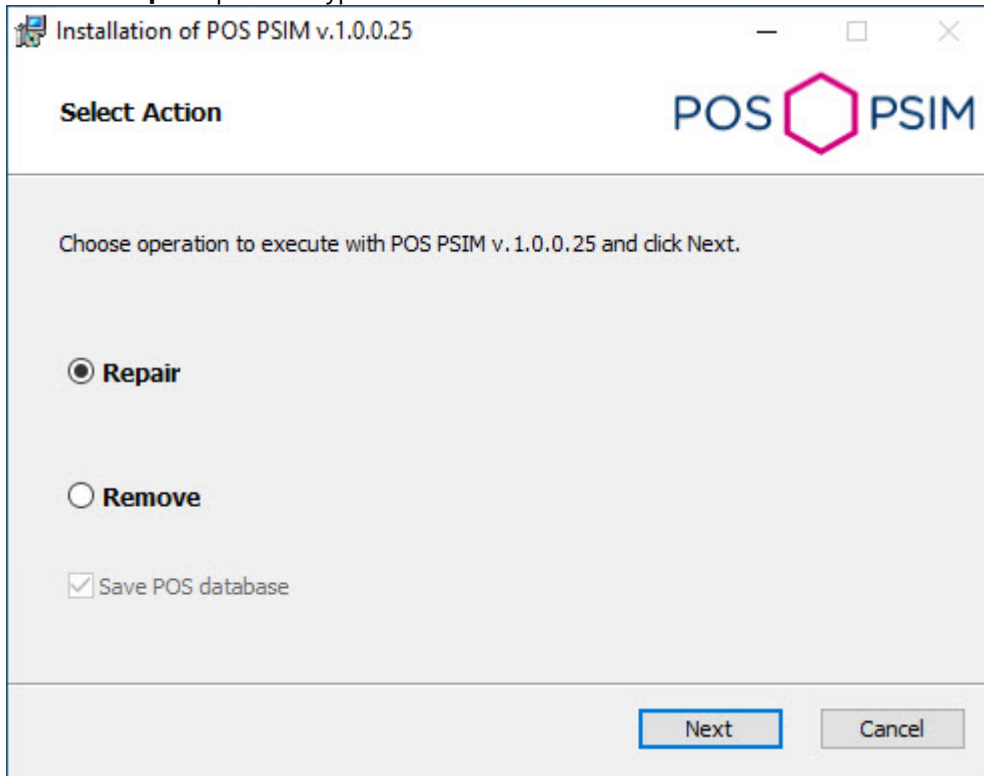 Installation of POS PSIM v.1.0.0.25
Select Action
POS PSIM
Choose operation to execute with POS PSIM v.1.0.0.25 and click Next.
Repair
Remove
Save POS database
Next Cancel